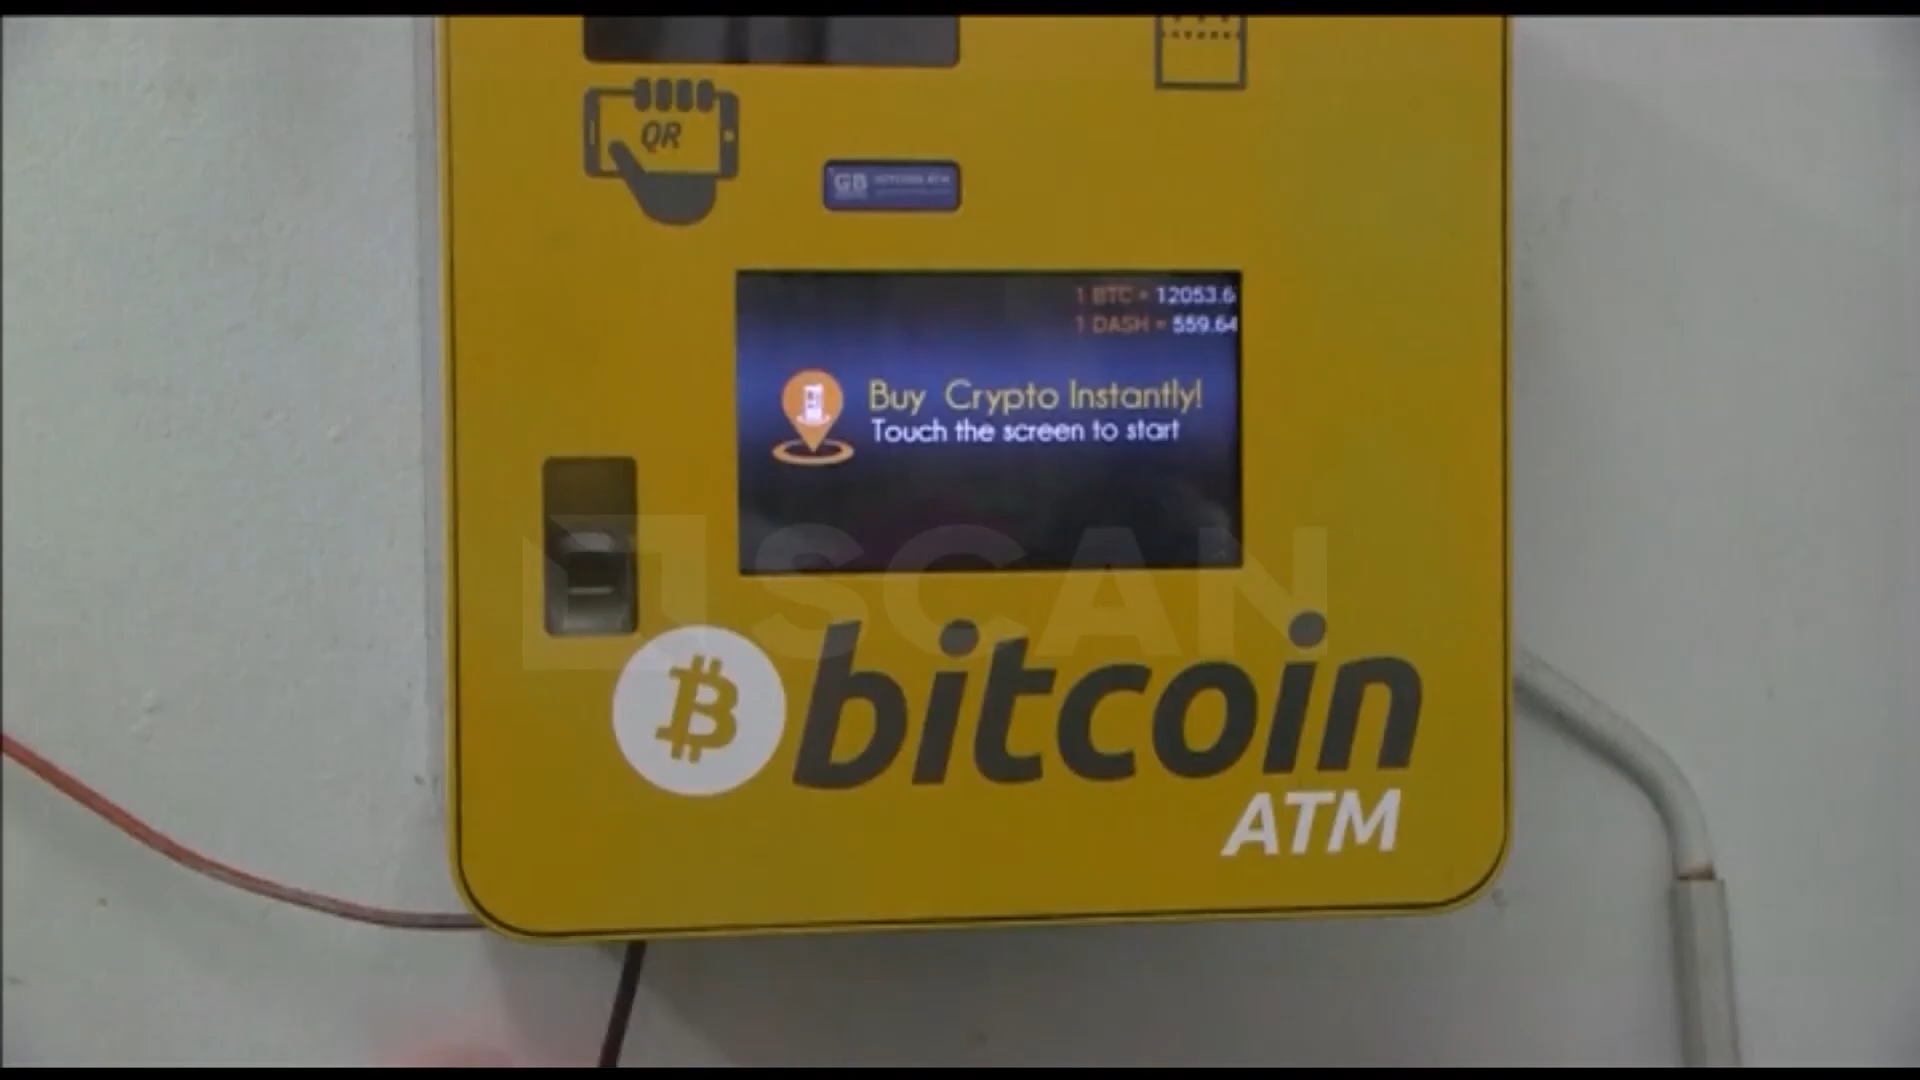 QR
GB
1 BTC = 12053.6
1 DASH = 559.64
Buy Crypto Instantly!
Touch the screen to start
SCAN
bitcoin
ATM